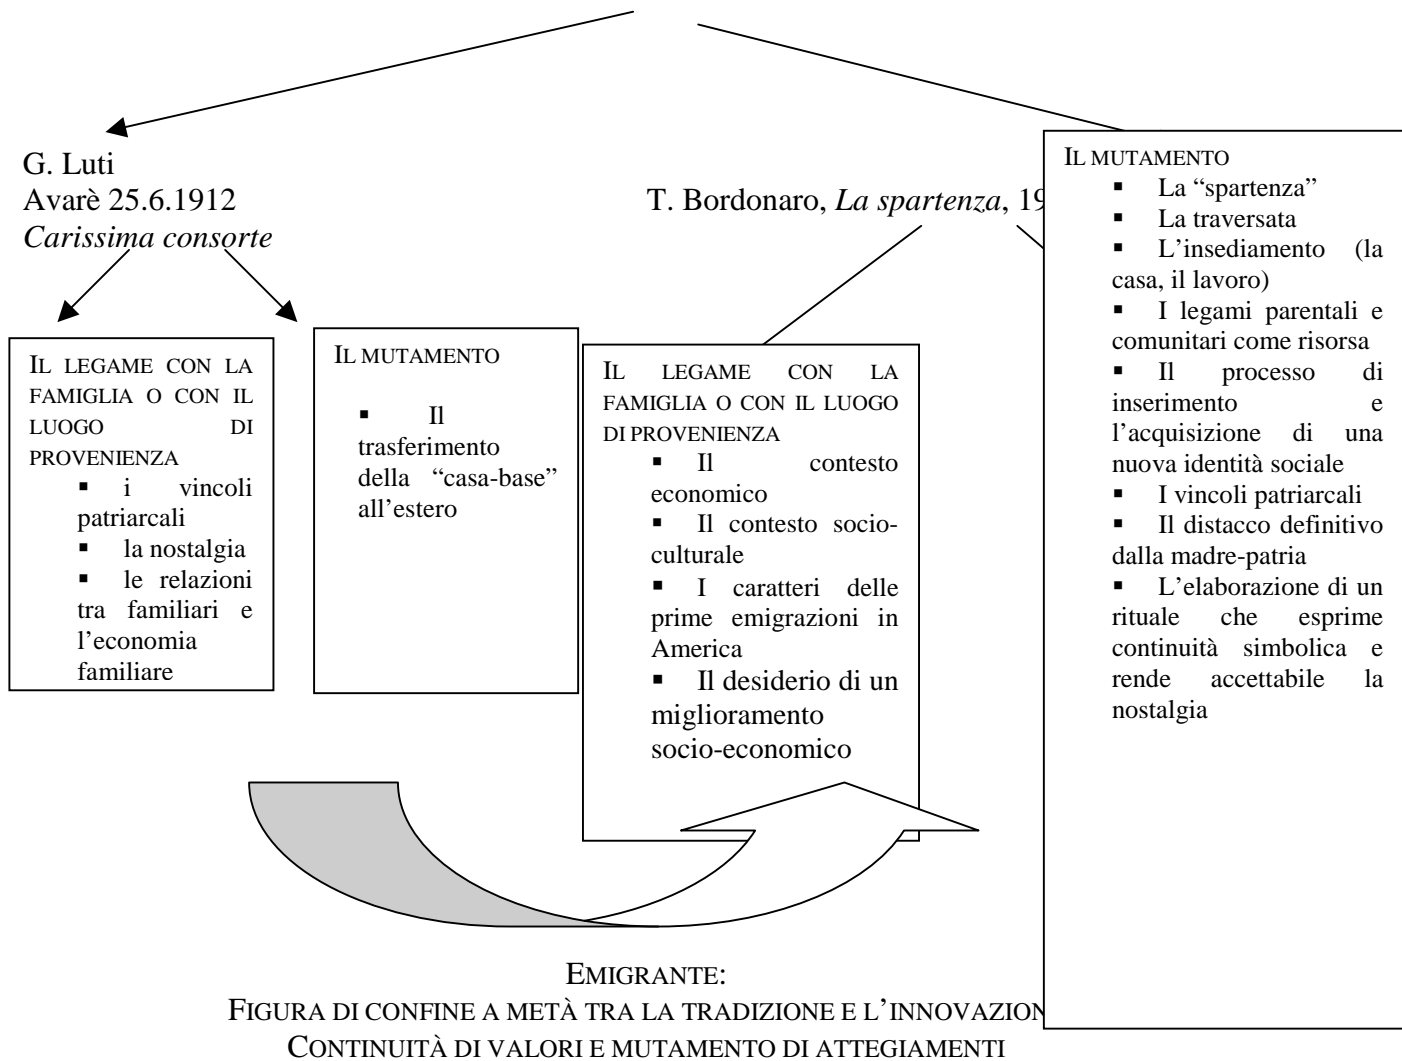 G. Luti
Avarè 25.6.1912
Carissima consorte
T. Bordonaro, La spartenza, 19
IL LEGAME CON LA
FAMIGLIA O CON IL
LUOGO DI
PROVENIENZA
▪ i vincoli
patriarcali
▪ la nostalgia
▪ le relazioni
tra familiari e
l’economia
familiare
IL MUTAMENTO
▪ Il
trasferimento
della “casa-base”
all’estero
IL LEGAME CON LA
FAMIGLIA O CON IL LUOGO
DI PROVENIENZA
▪ Il contesto
economico
▪ Il contesto socio-
culturale
▪ I caratteri delle
prime emigrazioni in
America
▪ Il desiderio di un
miglioramento
socio-economico
IL MUTAMENTO
▪ La “spartenza”
▪ La traversata
▪ L’insediamento (la
casa, il lavoro)
▪ I legami parentali e
comunitari come risorsa
▪ Il processo di
inserimento e
l’acquisizione di una
nuova identità sociale
▪ I vincoli patriarcali
▪ Il distacco definitivo
dalla madre-patria
▪ L’elaborazione di un
rituale che esprime
continuità simbolica e
rende accettabile la
nostalgia
EMIGRANTE:
FIGURA DI CONFINE A METÀ TRA LA TRADIZIONE E L’INNOVAZION
CONTINUITÀ DI VALORI E MUTAMENTO DI ATTEGIAMENTI